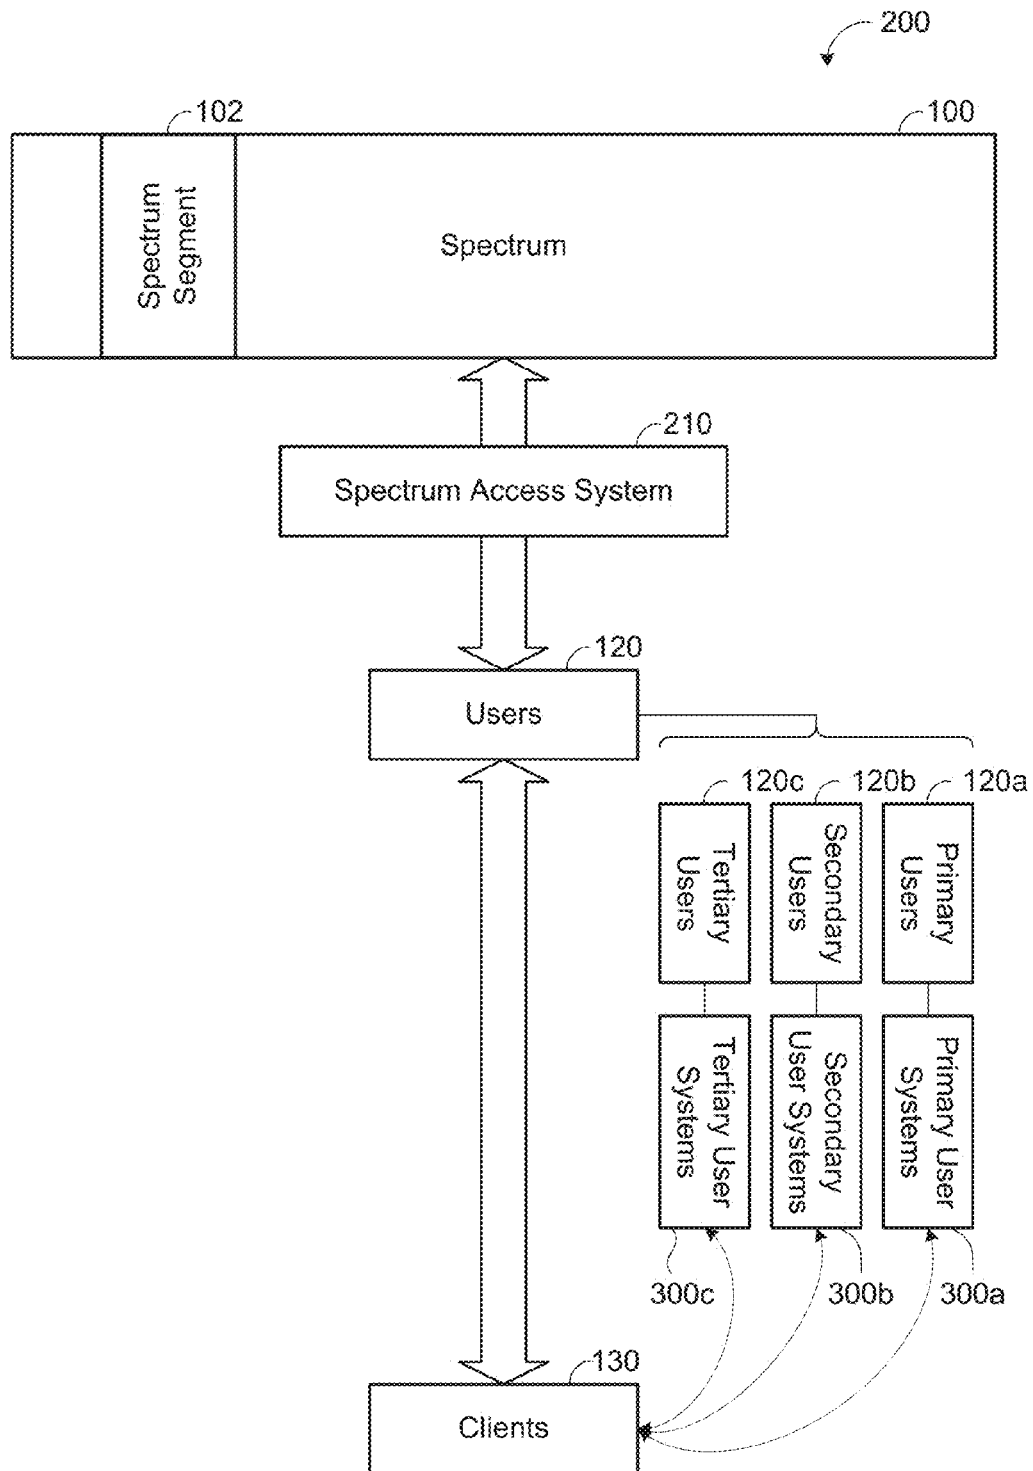 200
102
100
Spectrum
Segment
Spectrum
210
Spectrum Access System
120
Users
120c
120b
120a
Tertiary
Users
Secondary
Users
Primary
Users
Tertiary User
Systems
Secondary
User Systems
Primary User
Systems
300c
300b
300a
130
Clients